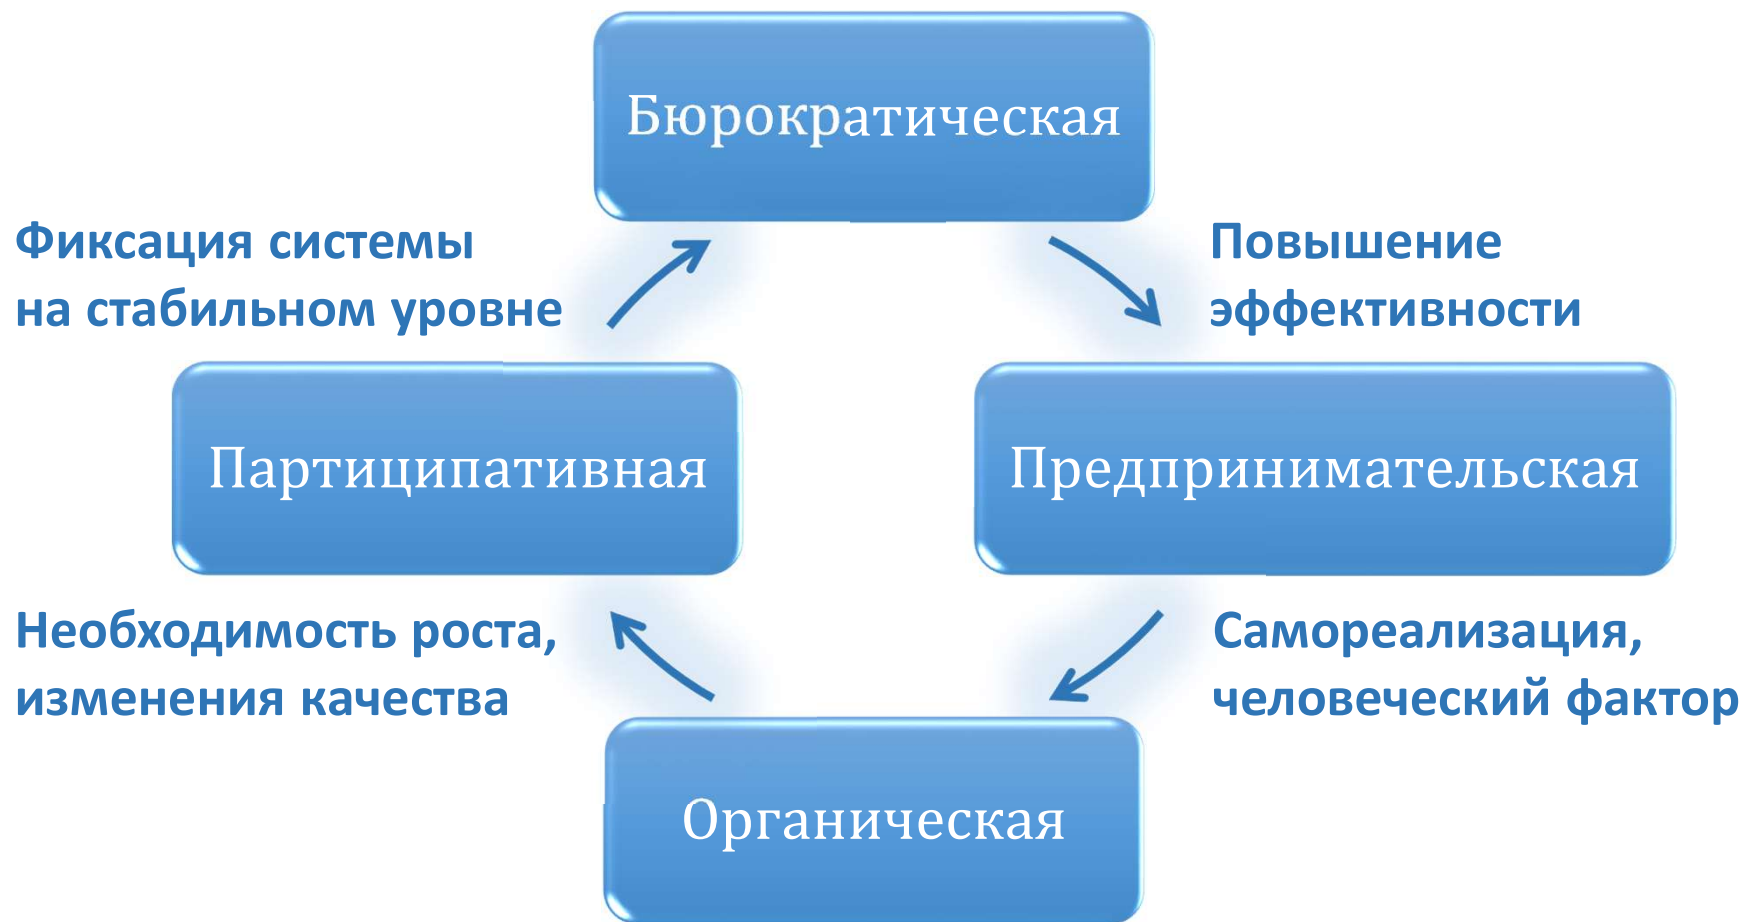 Бюрократическая
Фиксация системы
на стабильном уровне
Повышение
эффективности
Партиципативная
Предпринимательская
Необходимость роста,
изменения качества
Самореализация,
человеческий фактор
Органическая